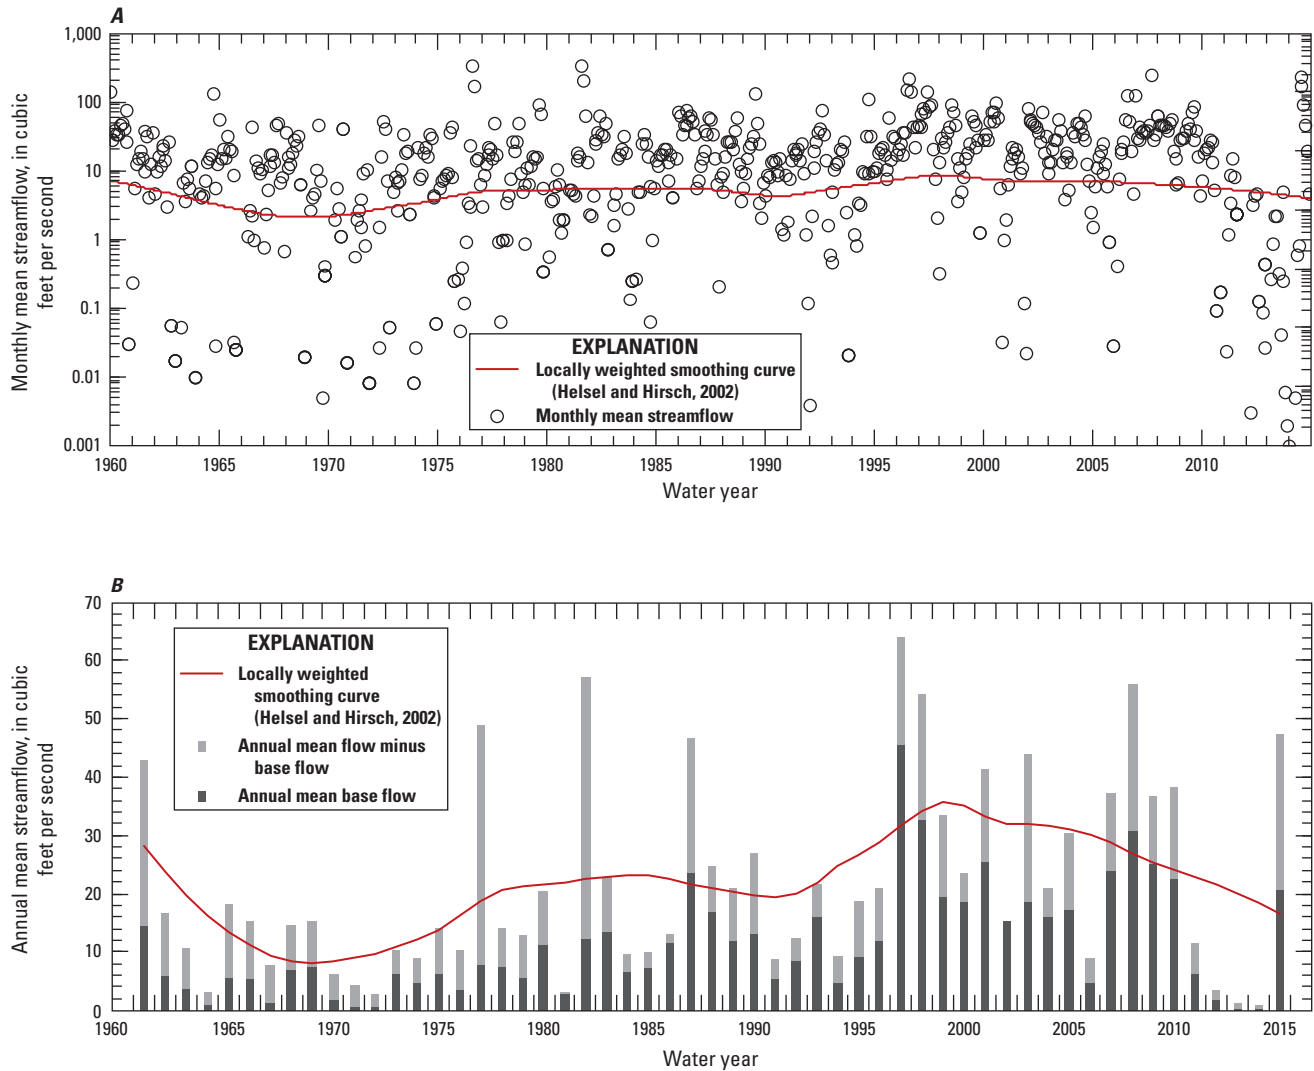 A
Monthly mean streamflow, in cubic
feet per second
1,000
100
10
1
0.1
0.01
0.001
EXPLANATION
Locally weighted smoothing curve
(Helsel and Hirsch, 2002)
Monthly mean streamflow
1960 1965 1970 1975 1980 1985 1990 1995 2000 2005 2010
Water year
B
Annual mean streamflow, in cubic
feet per second
70
60
50
40
30
20
10
0
EXPLANATION
Locally weighted
smoothing curve
(Helsel and Hirsch, 2002)
Annual mean flow minus
base flow
Annual mean base flow
1960 1965 1970 1975 1980 1985 1990 1995 2000 2005 2010 2015
Water year